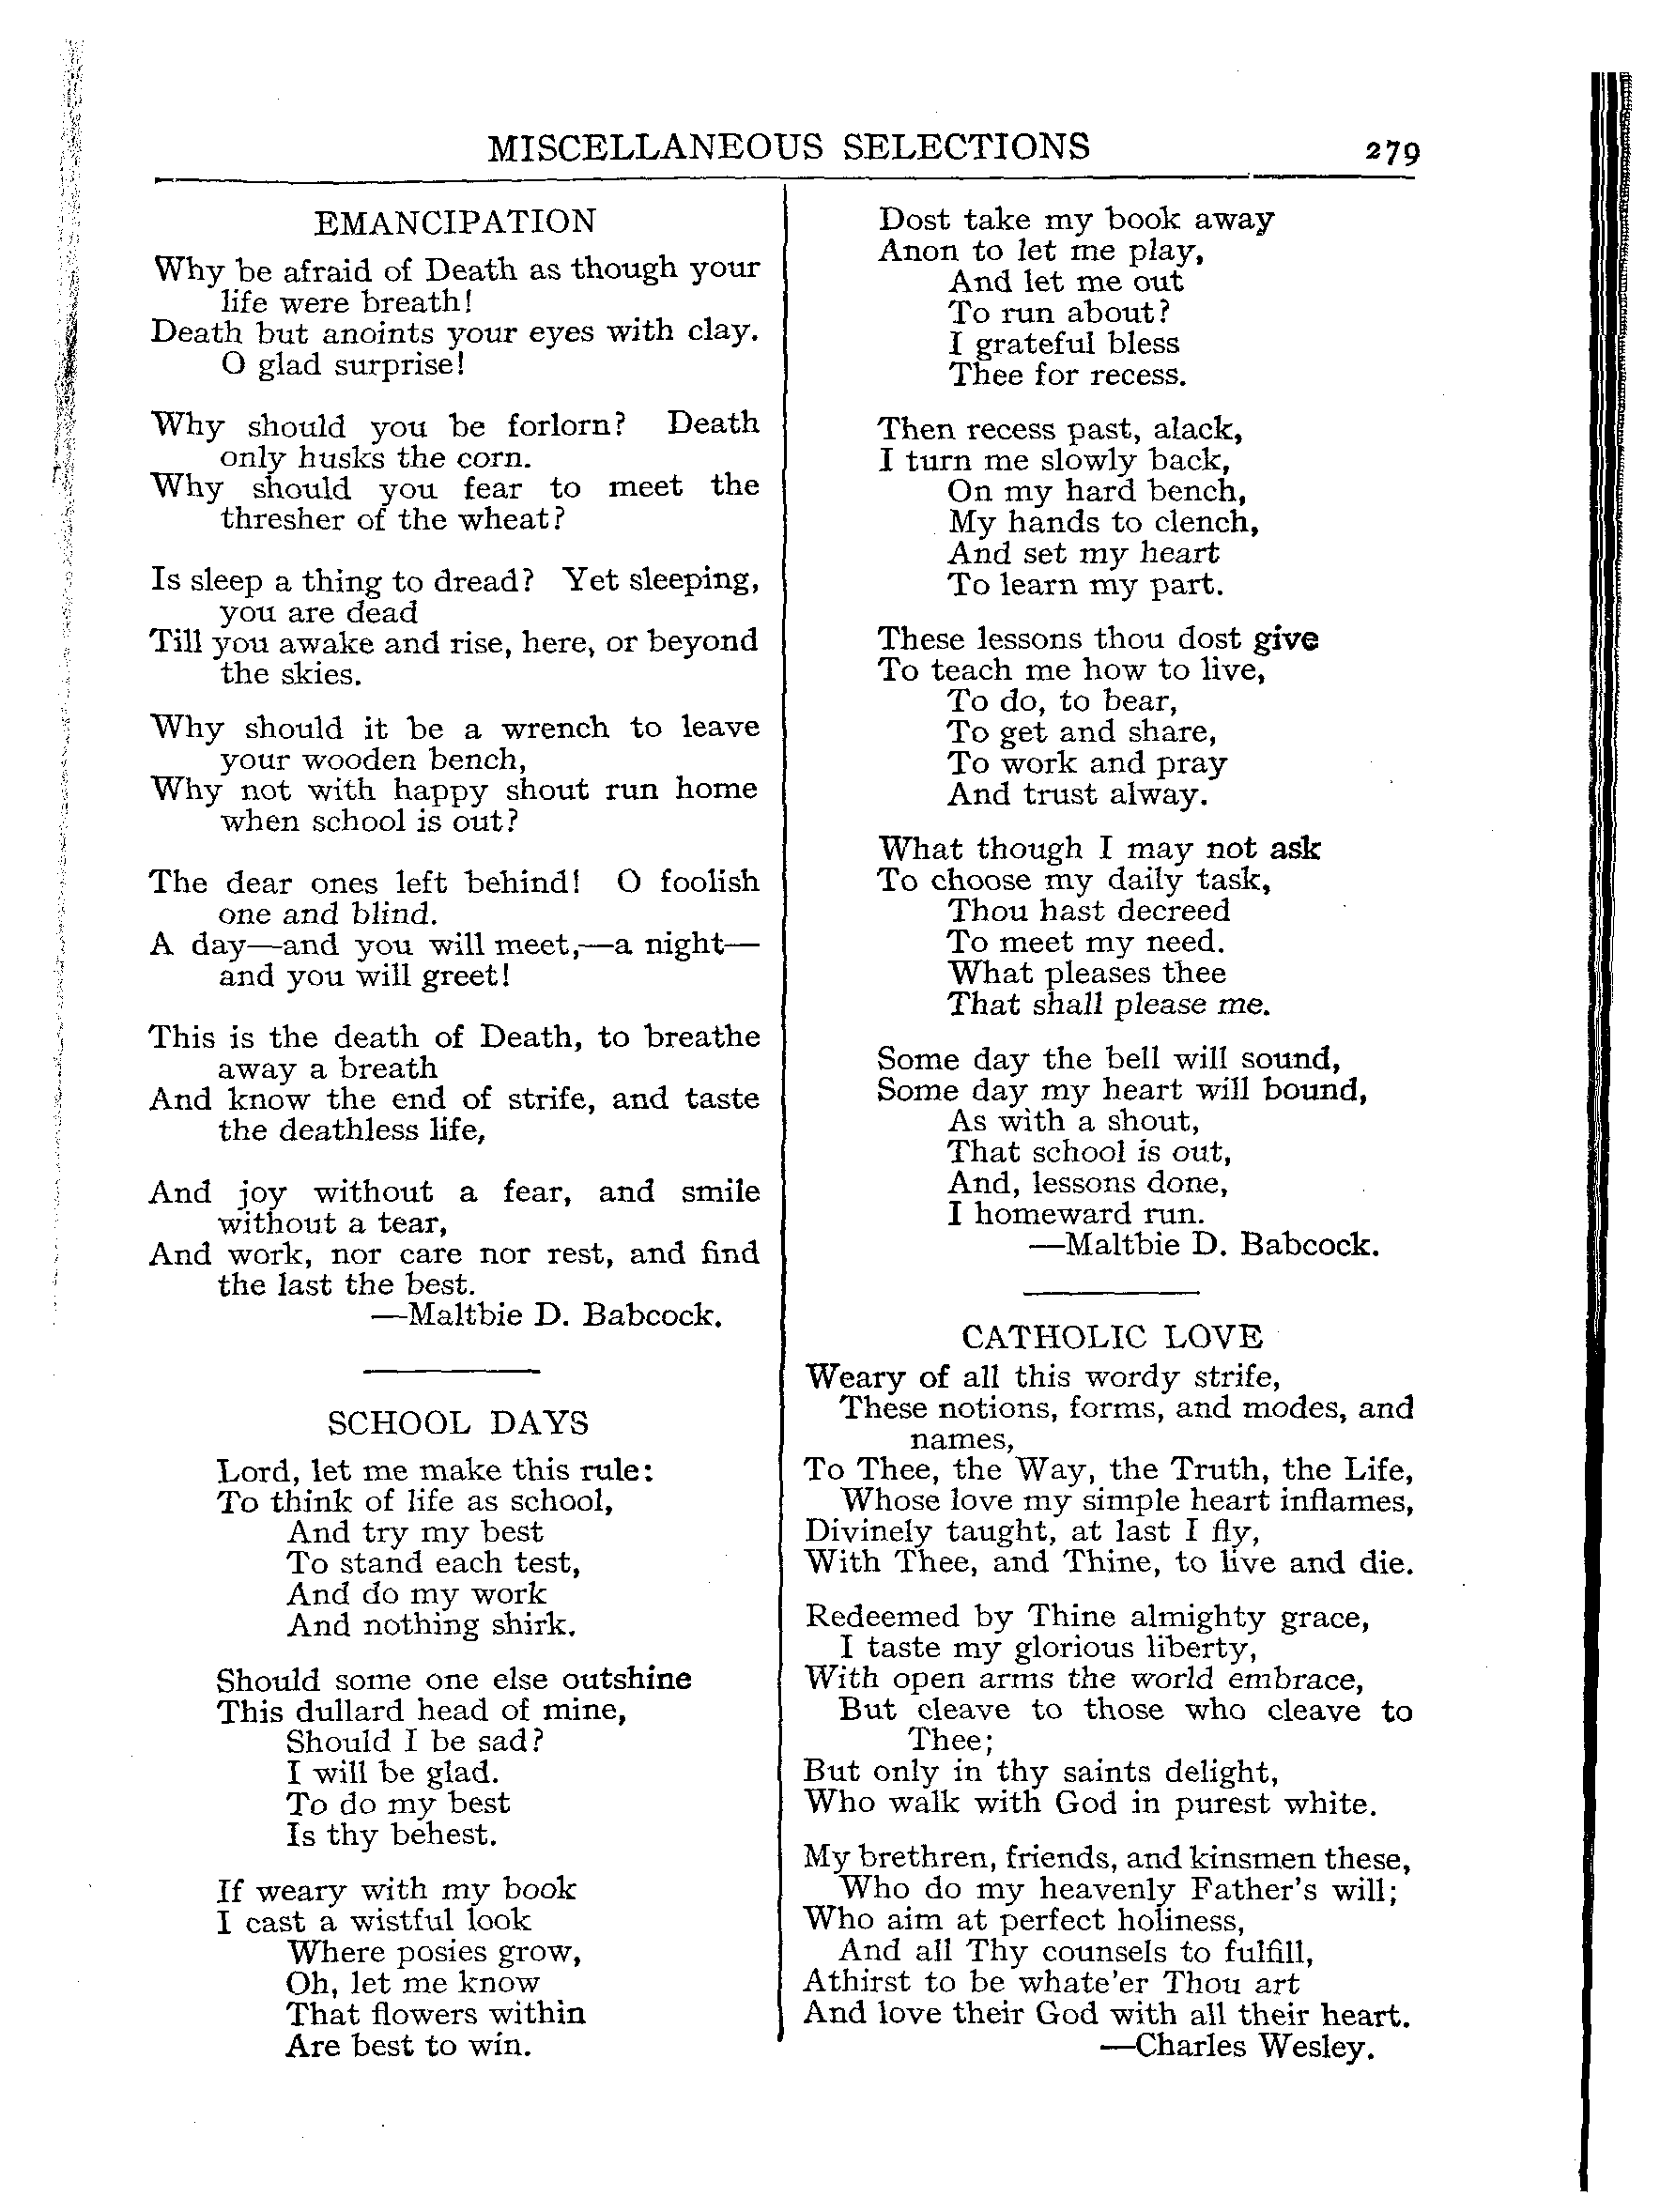 MISCELLANEOUS SELECTIONS 279
EMANCIPATION
Why be afraid of Death as though your
life were breath!
Death but anoints your eyes with clay.
O glad surprise!
Why should you be forlorn? Death
only husks the corn.
Why should you fear to meet the
thresher of the wheat?
Is sleep a thing to dread? Yet sleeping,
you are dead
Till you awake and rise, here, or beyond
the skies.
Why should it be a wrench to leave
your wooden bench,
Why not with happy shout run home
when school is out?
The dear ones left behind! O foolish
one and blind.
A day—and you will meet,—a night—
and you will greet!
This is the death of Death, to breathe
away a breath
And know the end of strife, and taste
the deathless life,
And joy without a fear, and smile
without a tear,
And work, nor care nor rest, and find
the last the best.
—Maltbie D. Babcock.
SCHOOL DAYS
Lord, let me make this rule:
To think of life as school,
And try my best
To stand each test,
And do my work
And nothing shirk.
Should some one else outshine
This dullard head of mine,
Should I be sad?
I will be glad.
To do my best
Is thy behest.
If weary with my book
I cast a wistful look
Where posies grow,
Oh, let me know
That flowers within
Are best to win.
Dost take my book away
Anon to let me play,
And let me out
To run about?
I grateful bless
Thee for recess.
Then recess past, alack,
I turn me slowly back,
On my hard bench,
My hands to clench,
And set my heart
To learn my part.
These lessons thou dost give
To teach me how to live,
To do, to bear,
To get and share,
To work and pray
And trust alway.
What though I may not ask
To choose my daily task,
Thou hast decreed
To meet my need.
What pleases thee
That shall please me.
Some day the bell will sound,
Some day my heart will bound,
As with a shout,
That school is out,
And, lessons done,
I homeward run.
—Maltbie D. Babcock.
CATHOLIC LOVE
Weary of all this wordy strife,
These notions, forms, and modes, and
names,
To Thee, the Way, the Truth, the Life,
Whose love my simple heart inflames,
Divinely taught, at last I fly,
With Thee, and Thine, to live and die.
Redeemed by Thine almighty grace,
I taste my glorious liberty,
With open arms the world embrace,
But cleave to those who cleave to
Thee;
But only in thy saints delight,
Who walk with God in purest white.
My brethren, friends, and kinsmen these,
Who do my heavenly Father's will;
Who aim at perfect holiness,
And all Thy counsels to fulfill,
Athirst to be whate'er Thou art
And love their God with all their heart.
—Charles Wesley.